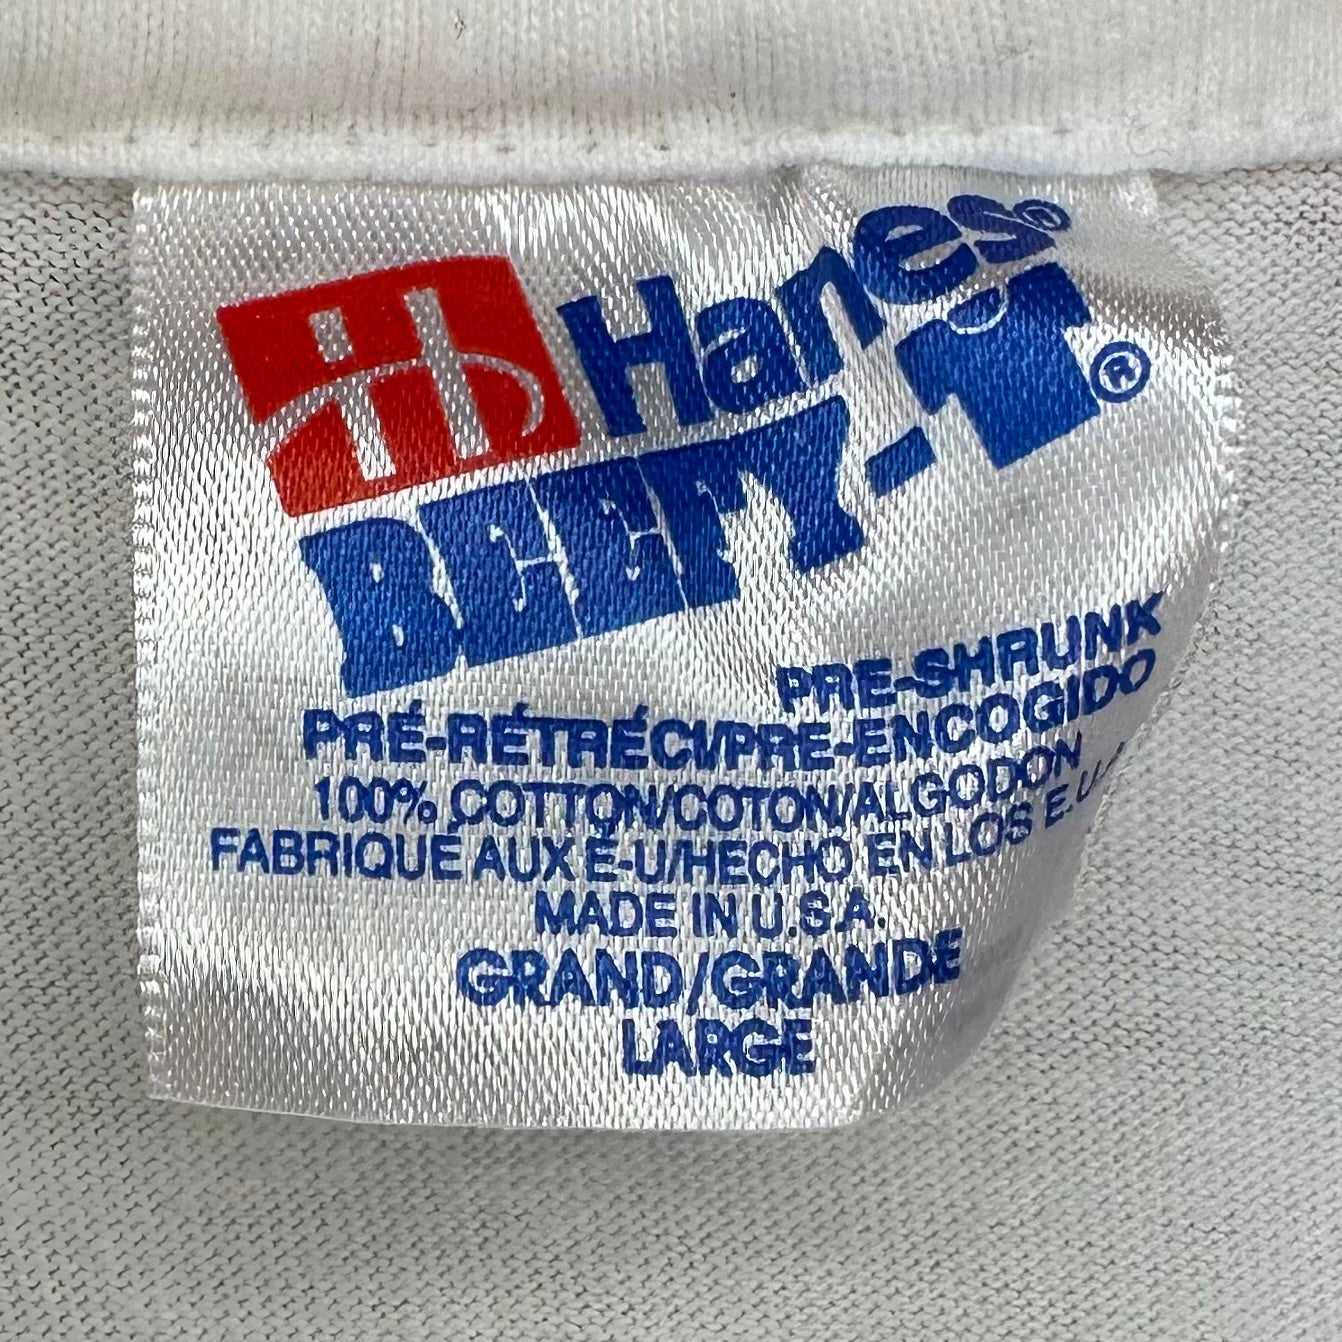 Hanes®
BEEFY-T®
PRE-SHRUNK
PRÉ-RÉTRÉCI/PRE-ENCOGIDO
100% COTTON/COTON/ALGODON
FABRIQUÉ AUX É-U/HECHO EN LOS E.U.A
MADE IN U.S.A.
GRAND/GRANDE
LARGE